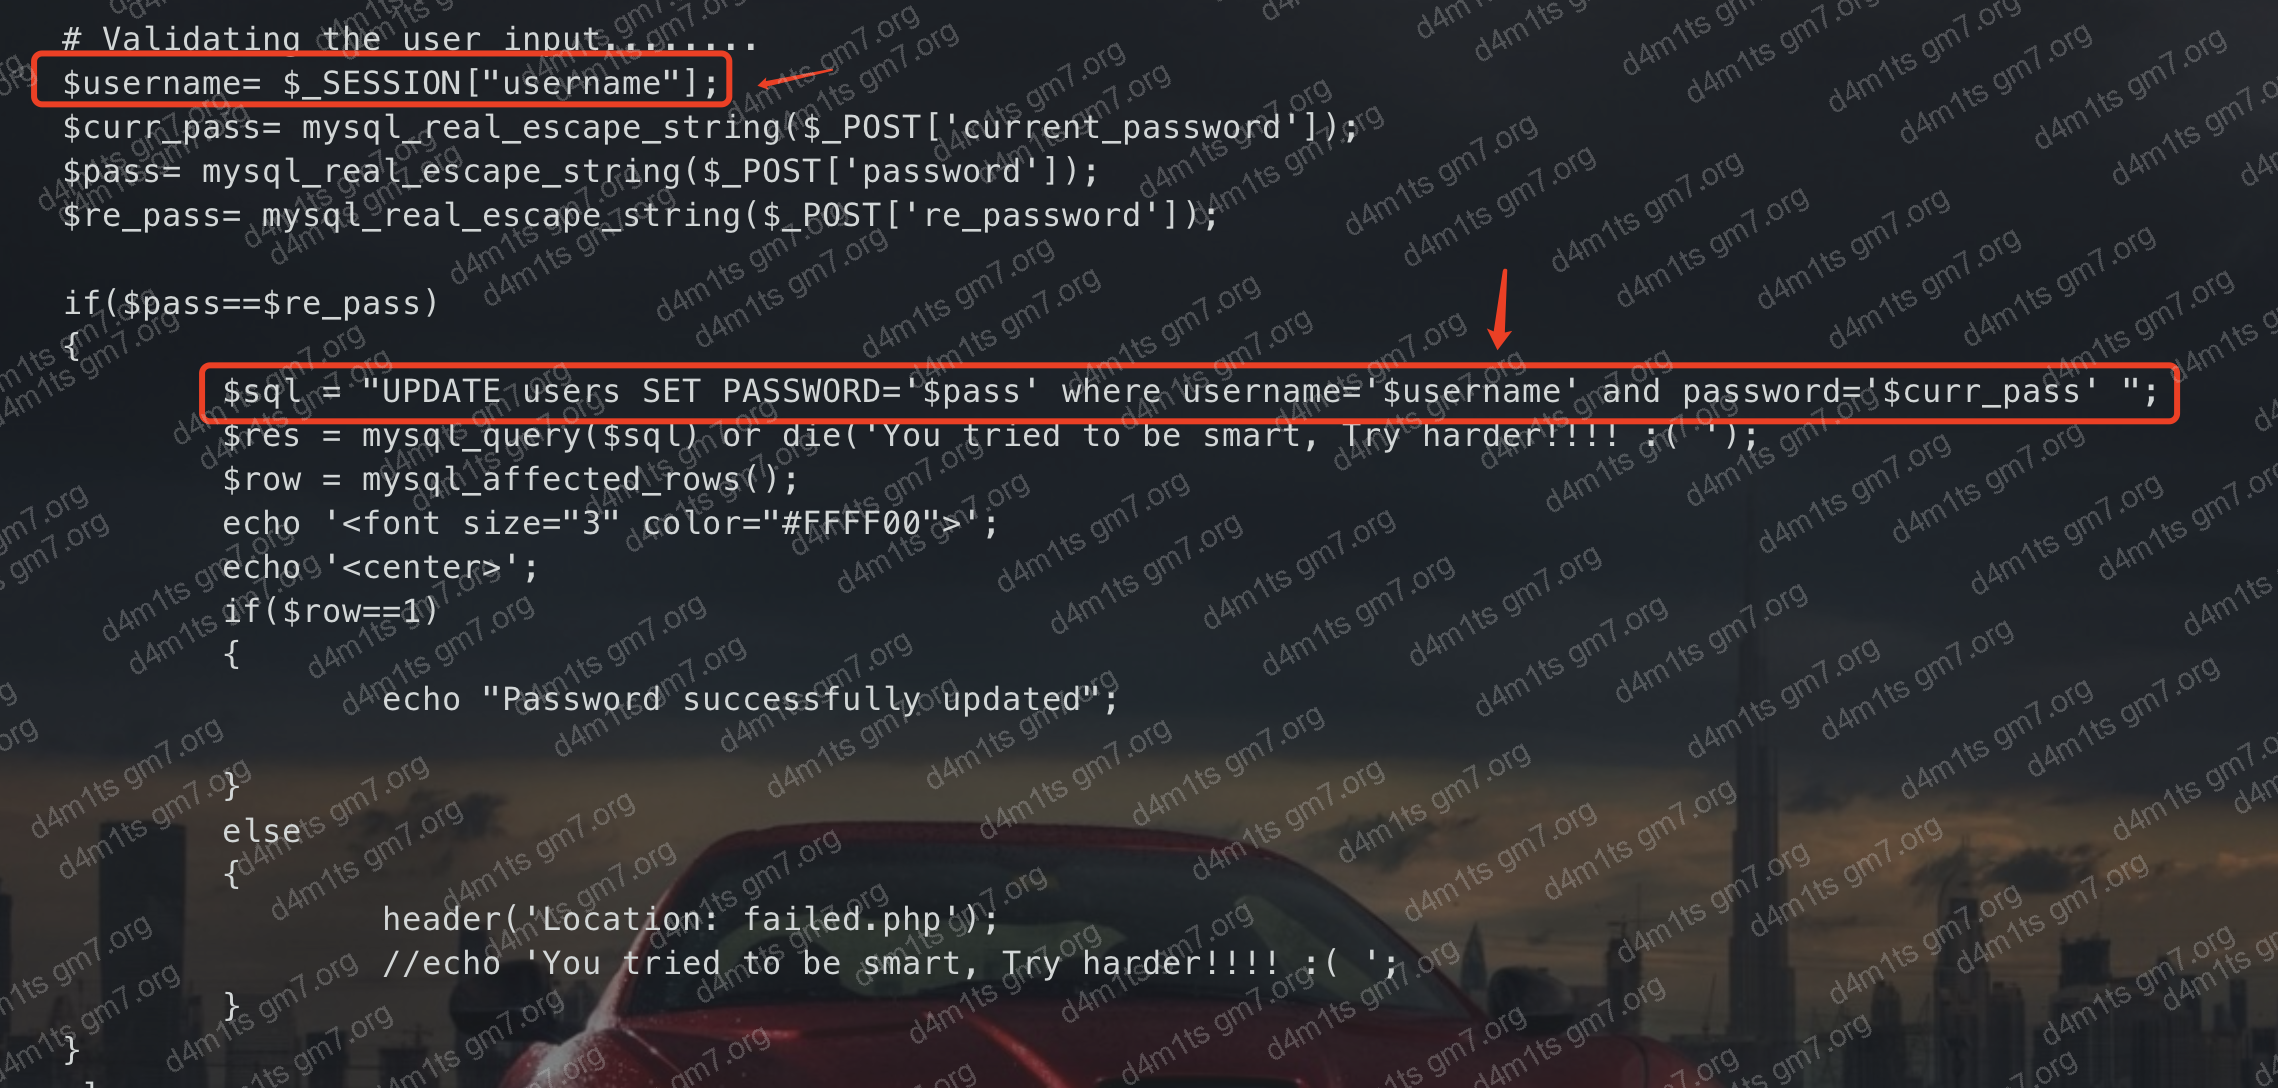 # Validating the user input........
$username= $_SESSION["username"];
$curr_pass= mysql_real_escape_string($_POST['current_password']);
$pass= mysql_real_escape_string($_POST['password']);
$re_pass= mysql_real_escape_string($_POST['re_password']);
if($pass==$re_pass)
{
$sql = "UPDATE users SET PASSWORD='$pass' where username='$username' and password='$curr_pass' ";
$res = mysql_query($sql) or die('You tried to be smart, Try harder!!!! :( ');
$row = mysql_affected_rows();
echo '<font size="3" color="#FFFF00">';
echo '<center>';
if($row==1)
{
echo "Password successfully updated";
}
else
{
header('Location: failed.php');
//echo 'You tried to be smart, Try harder!!!! :( ';
}
}
d4m1ts gm7.org